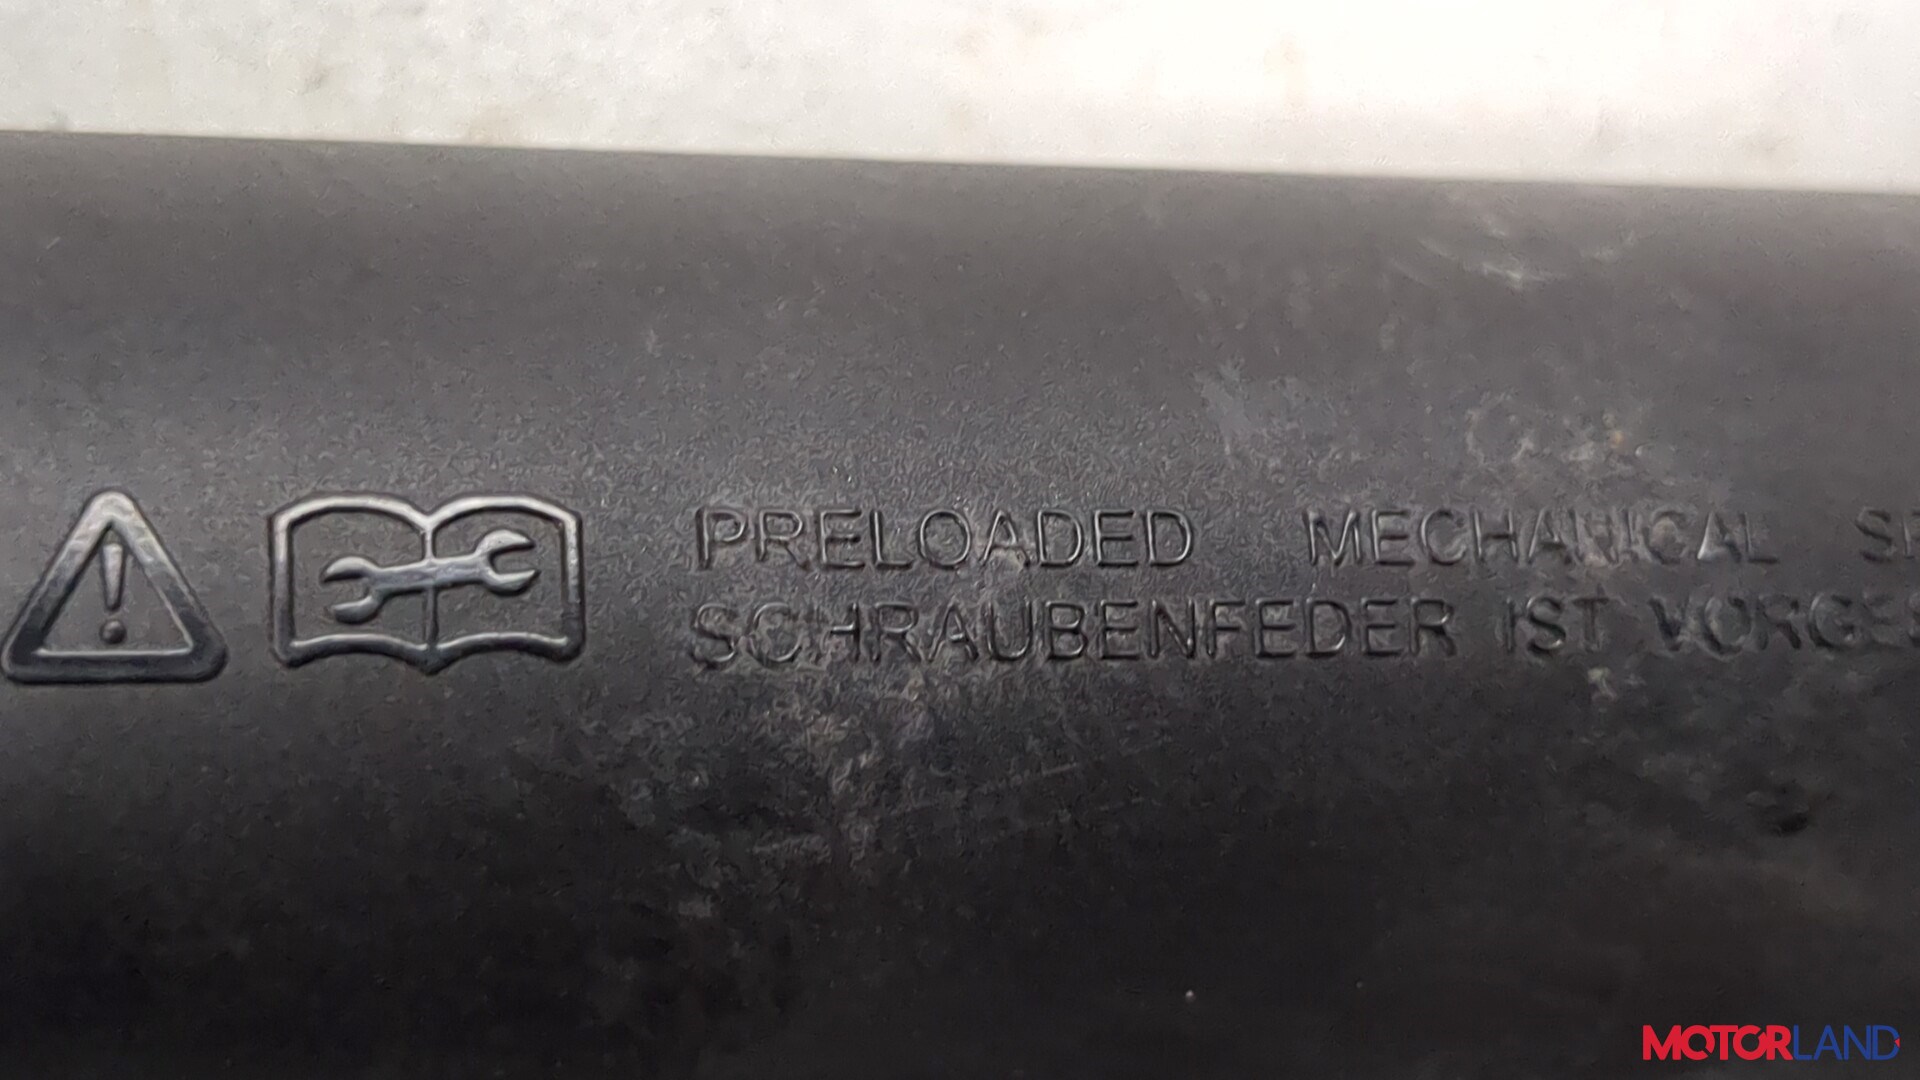 PRELOADED MECHANICAL
SCHRAUBENFEDER IST
MOTORLAND